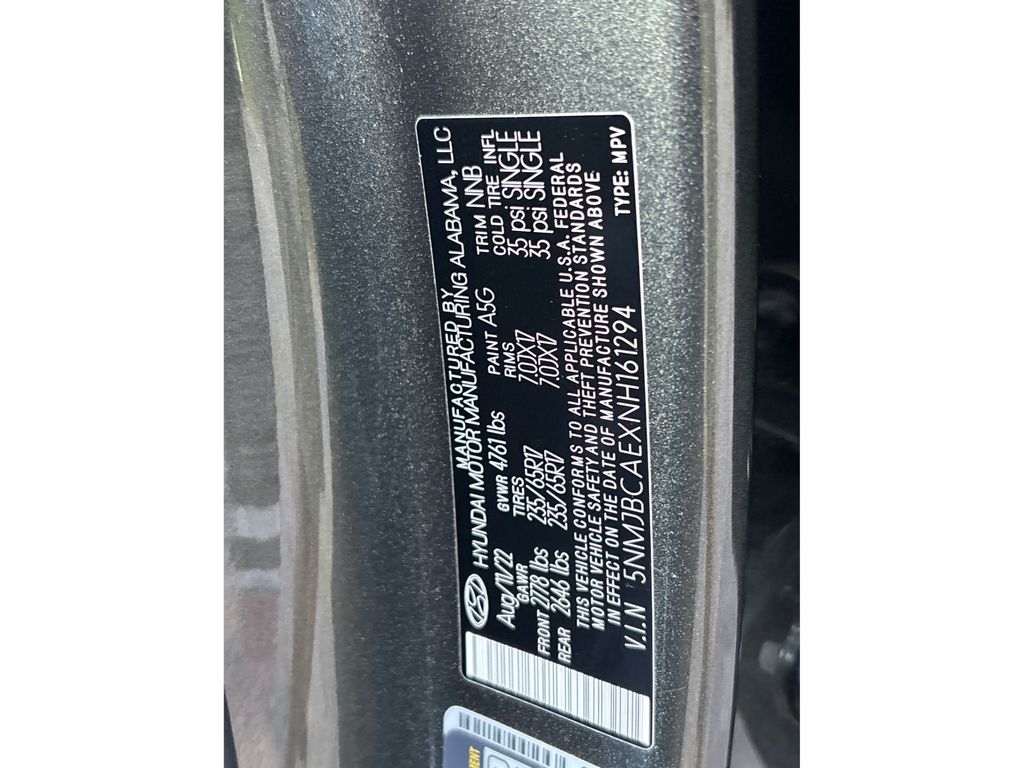 MANUFACTURED BY
HYUNDAI MOTOR MANUFACTURING ALABAMA, LLC
Aug/11/22 GVWR 4761 lbs PAINT A5G TRIM NNB
GAWR TIRES RIMS COLD TIRE INFL
FRONT 2778 lbs 235/65R17 7.0JX17 35 psi SINGLE
REAR 2646 lbs 235/65R17 7.0JX17 35 psi SINGLE
THIS VEHICLE CONFORMS TO ALL APPLICABLE U.S.A. FEDERAL
MOTOR VEHICLE SAFETY AND THEFT PREVENTION STANDARDS
IN EFFECT ON THE DATE OF MANUFACTURE SHOWN ABOVE
V.I.N 5NMJBCAEXNH161294 TYPE: MPV